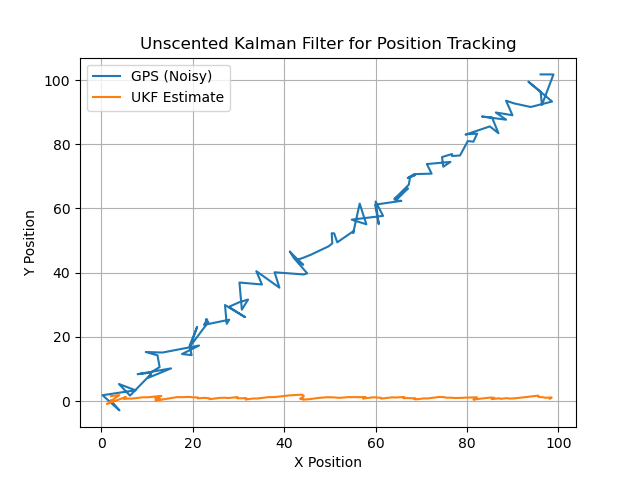 Unscented Kalman Filter for Position Tracking
GPS (Noisy)
UKF Estimate
100
80
60
40
20
0
Y Position
0 20 40 60 80 100
X Position